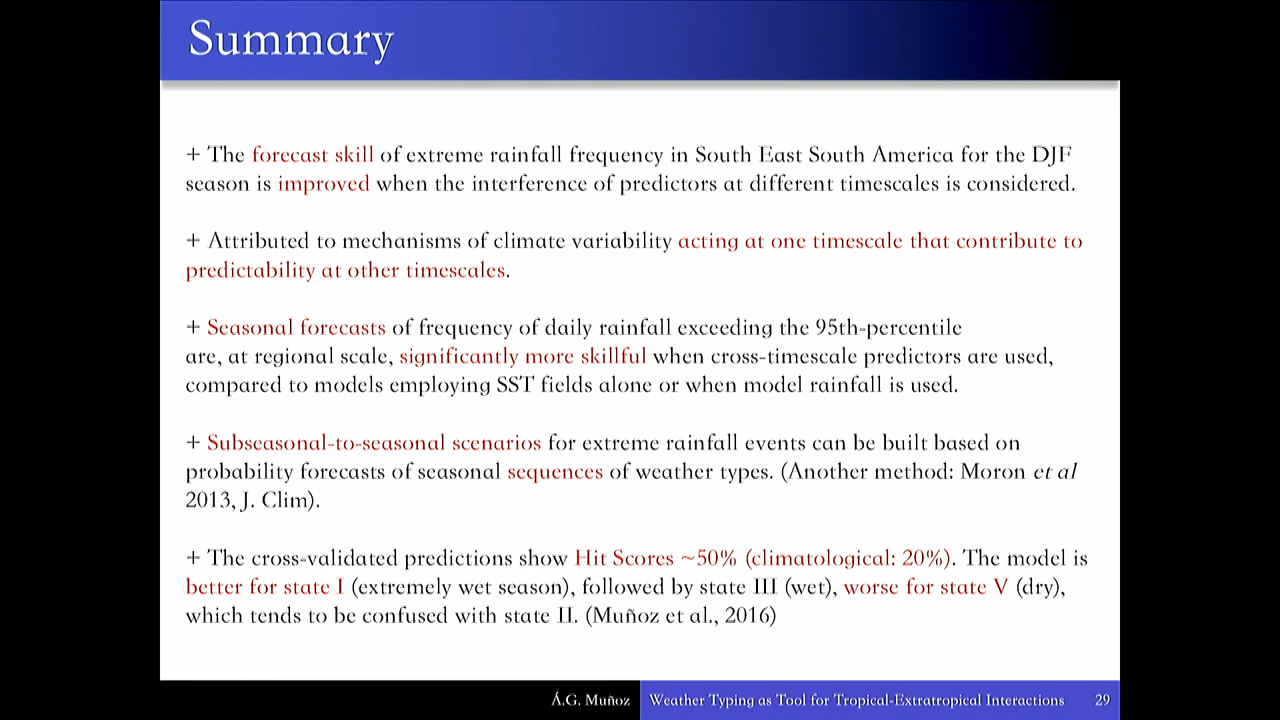 Summary
+ The forecast skill of extreme rainfall frequency in South East South America for the DJF
season is improved when the interference of predictors at different timescales is considered.
+ Attributed to mechanisms of climate variability acting at one timescale that contribute to
predictability at other timescales.
+ Seasonal forecasts of frequency of daily rainfall exceeding the 95th-percentile
are, at regional scale, significantly more skillful when cross-timescale predictors are used,
compared to models employing SST fields alone or when model rainfall is used.
+ Subseasonal-to-seasonal scenarios for extreme rainfall events can be built based on
probability forecasts of seasonal sequences of weather types. (Another method: Moron et al
2013, J. Clim).
+ The cross-validated predictions show Hit Scores ~50% (climatological: 20%). The model is
better for state I (extremely wet season), followed by state III (wet), worse for state V (dry),
which tends to be confused with state II. (Muñoz et al., 2016)
Á.G. Muñoz Weather Typing as Tool for Tropical-Extratropical Interactions 29